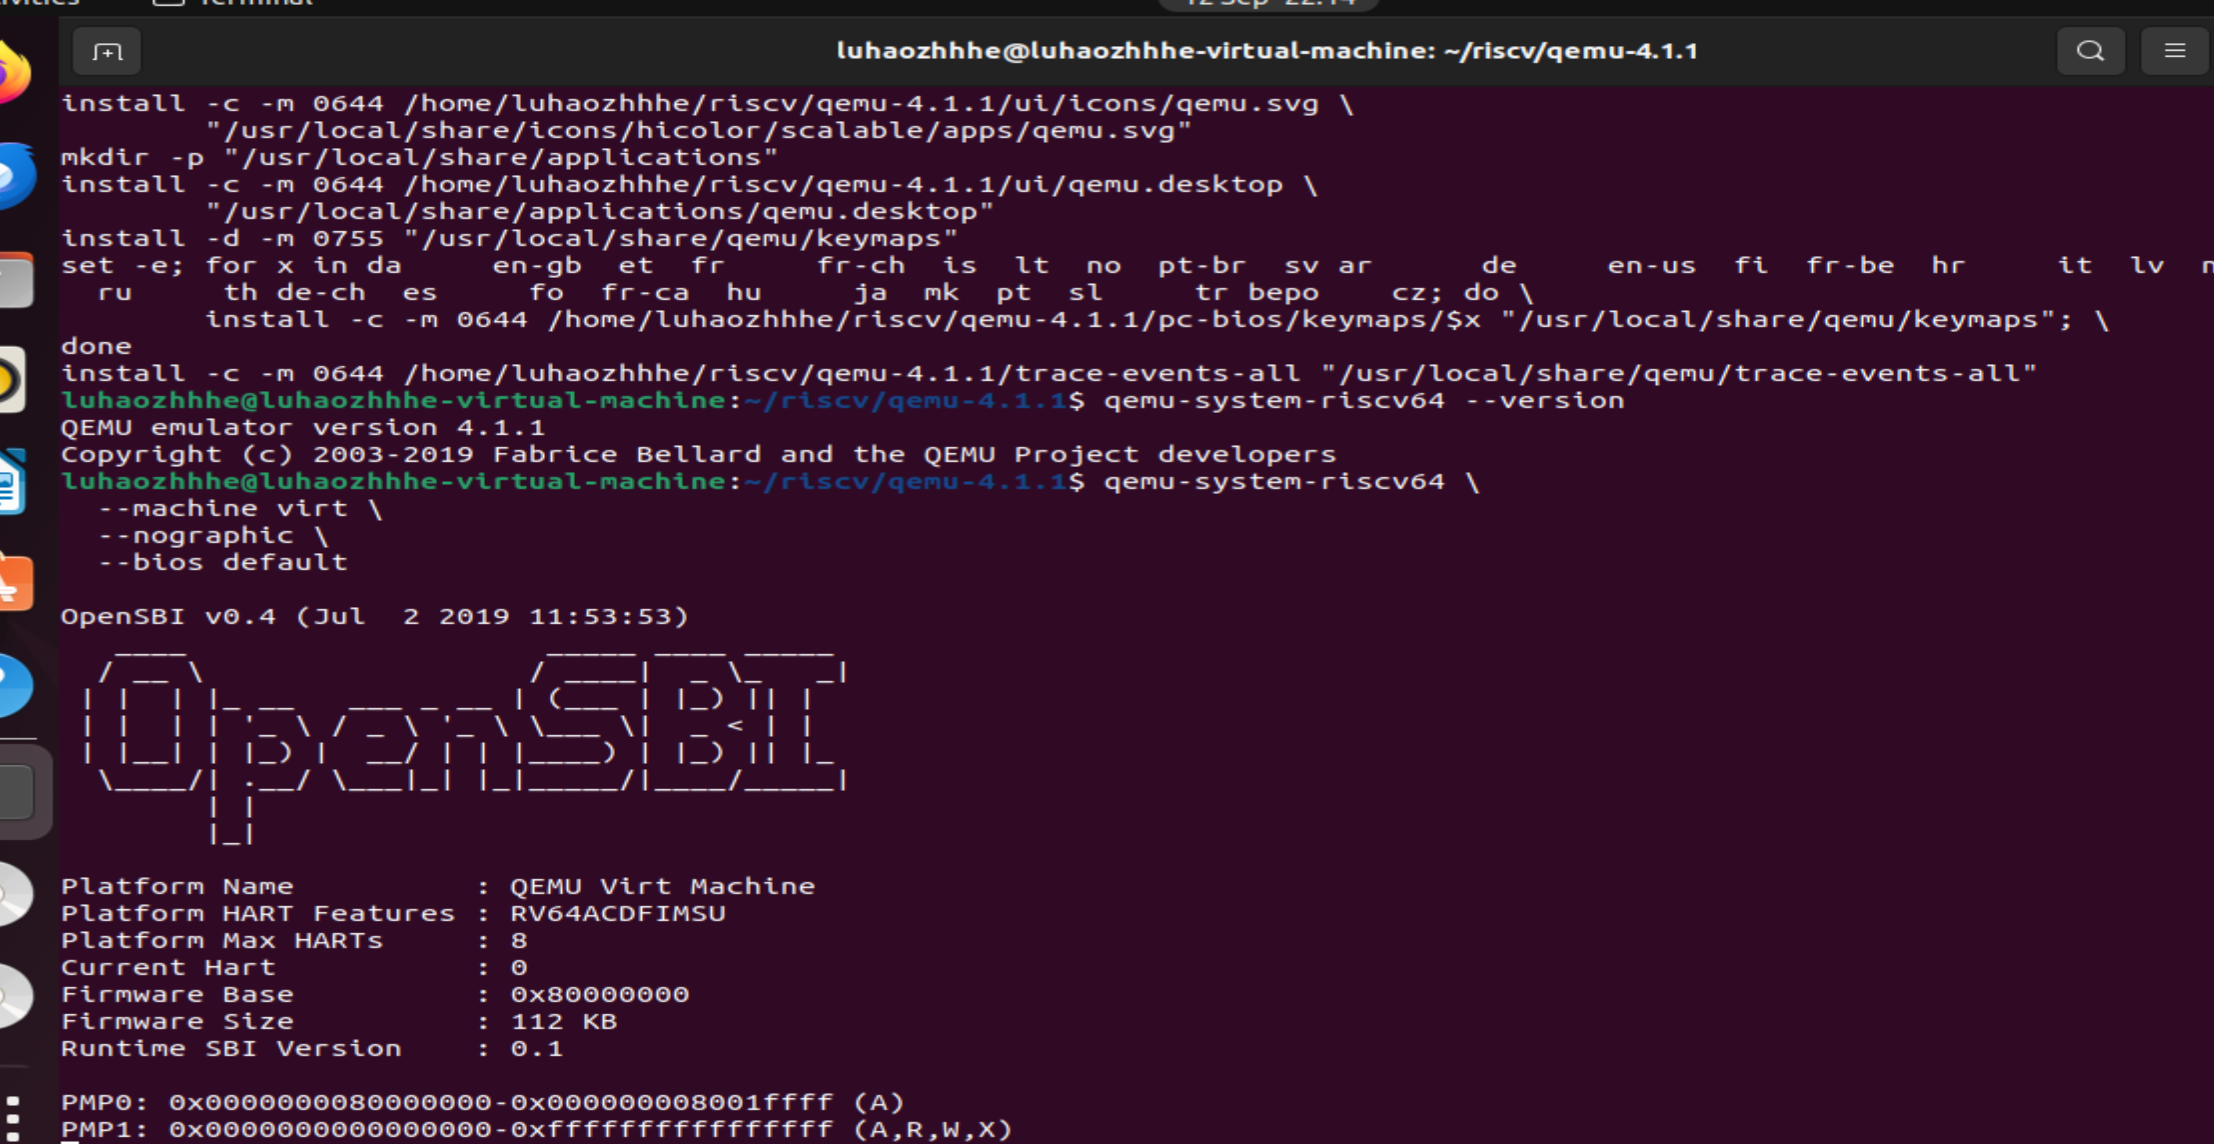 luhaozhhhe@luhaozhhhe-virtual-machine: ~/riscv/qemu-4.1.1
install -c -m 0644 /home/luhaozhhhe/riscv/qemu-4.1.1/ui/icons/qemu.svg \
        "/usr/local/share/icons/hicolor/scalable/apps/qemu.svg"
mkdir -p "/usr/local/share/applications"
install -c -m 0644 /home/luhaozhhhe/riscv/qemu-4.1.1/ui/qemu.desktop \
        "/usr/local/share/applications/qemu.desktop"
install -d -m 0755 "/usr/local/share/qemu/keymaps"
set -e; for x in da     en-gb  et  fr     fr-ch  is  lt  no  pt-br  sv ar      de     en-us  fi  fr-be  hr     it  lv
  ru     th de-ch  es     fo  fr-ca  hu     ja  mk  pt  sl     tr bepo    cz; do \
        install -c -m 0644 /home/luhaozhhhe/riscv/qemu-4.1.1/pc-bios/keymaps/$x "/usr/local/share/qemu/keymaps"; \
done
install -c -m 0644 /home/luhaozhhhe/riscv/qemu-4.1.1/trace-events-all "/usr/local/share/qemu/trace-events-all"
luhaozhhhe@luhaozhhhe-virtual-machine:~/riscv/qemu-4.1.1$ qemu-system-riscv64 --version
QEMU emulator version 4.1.1
Copyright (c) 2003-2019 Fabrice Bellard and the QEMU Project developers
luhaozhhhe@luhaozhhhe-virtual-machine:~/riscv/qemu-4.1.1$ qemu-system-riscv64 \
  --machine virt \
  --nographic \
  --bios default
OpenSBI v0.4 (Jul  2 2019 11:53:53)
OpenSBI
Platform Name          : QEMU Virt Machine
Platform HART Features : RV64ACDFIMSU
Platform Max HARTs     : 8
Current Hart           : 0
Firmware Base          : 0x80000000
Firmware Size          : 112 KB
Runtime SBI Version    : 0.1
PMP0: 0x0000000080000000-0x000000008001ffff (A)
PMP1: 0x0000000000000000-0xffffffffffffffff (A,R,W,X)